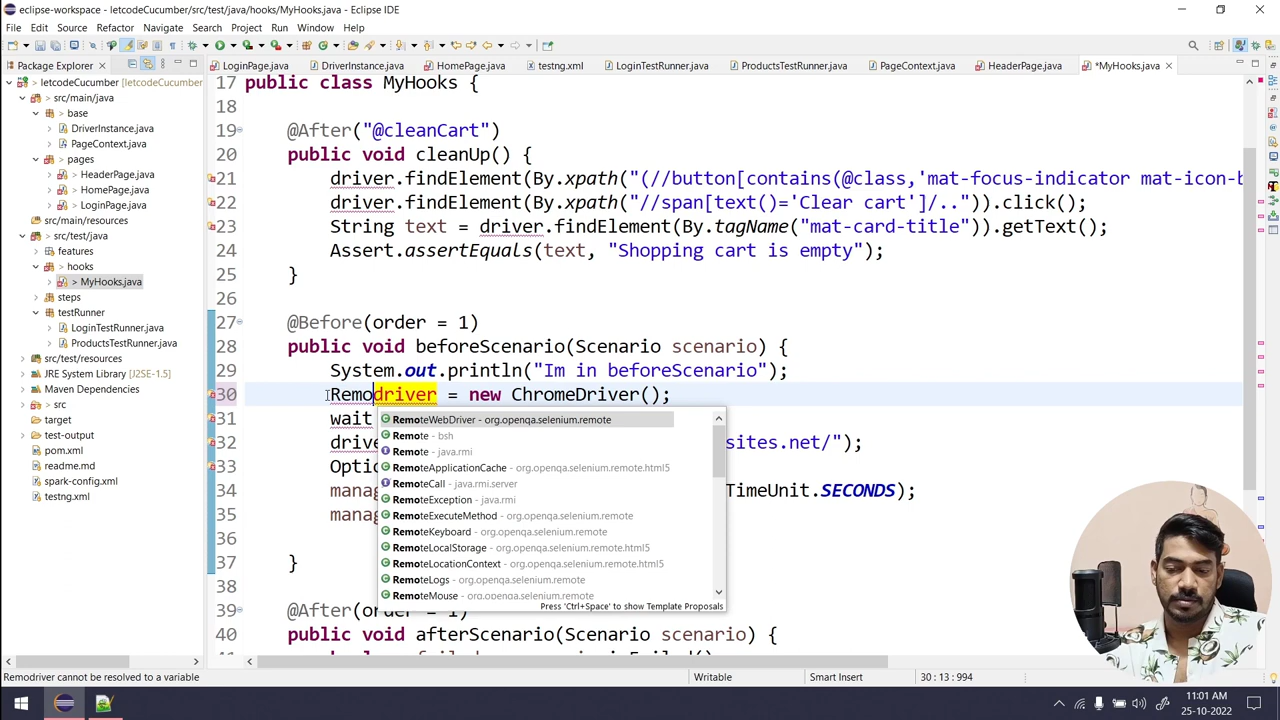 eclipse-workspace - letcodeCucumber/src/test/java/hooks/MyHooks.java - Eclipse IDE
File Edit Source Refactor Navigate Search Project Run Window Help
Package Explorer
LoginPage.java DriverInstance.java HomePage.java testng.xml LoginTestRunner.java ProductsTestRunner.java PageContext.java HeaderPage.java *MyHooks.java
letcodeCucumber [letcodeCucumber
src/main/java
base
DriverInstance.java
PageContext.java
pages
HeaderPage.java
HomePage.java
LoginPage.java
src/main/resources
src/test/java
features
hooks
> MyHooks.java
steps
testRunner
LoginTestRunner.java
ProductsTestRunner.java
src/test/resources
JRE System Library [J2SE-1.5]
Maven Dependencies
src
target
test-output
pom.xml
readme.md
spark-config.xml
testng.xml
17 public class MyHooks {
18
19 @After("@cleanCart")
20 public void cleanUp() {
21 driver.findElement(By.xpath("(//button[contains(@class,'mat-focus-indicator mat-icon-b
22 driver.findElement(By.xpath("//span[text()='Clear cart']/..")).click();
23 String text = driver.findElement(By.tagName("mat-card-title")).getText();
24 Assert.assertEquals(text, "Shopping cart is empty");
25 }
26
27 @Before(order = 1)
28 public void beforeScenario(Scenario scenario) {
29 System.out.println("Im in beforeScenario");
30 Remodriver = new ChromeDriver();
31 wait
32 drive sites.net/");
33 Optic
34 manag TimeUnit.SECONDS);
35 manag
36
37 }
38
39 @After(order = 1)
40 public void afterScenario(Scenario scenario) {
41
RemoteWebDriver - org.openqa.selenium.remote
Remote - bsh
Remote - java.rmi
RemoteApplicationCache - org.openqa.selenium.remote.html5
RemoteCall - java.rmi.server
RemoteException - java.rmi
RemoteExecuteMethod - org.openqa.selenium.remote
RemoteKeyboard - org.openqa.selenium.remote
RemoteLocalStorage - org.openqa.selenium.remote.html5
RemoteLocationContext - org.openqa.selenium.remote.html5
RemoteLogs - org.openqa.selenium.remote
RemoteMouse - org.openqa.selenium.remote
Press 'Ctrl+Space' to show Template Proposals
Remodriver cannot be resolved to a variable Writable Smart Insert 30 : 13 : 994
11:01 AM
25-10-2022